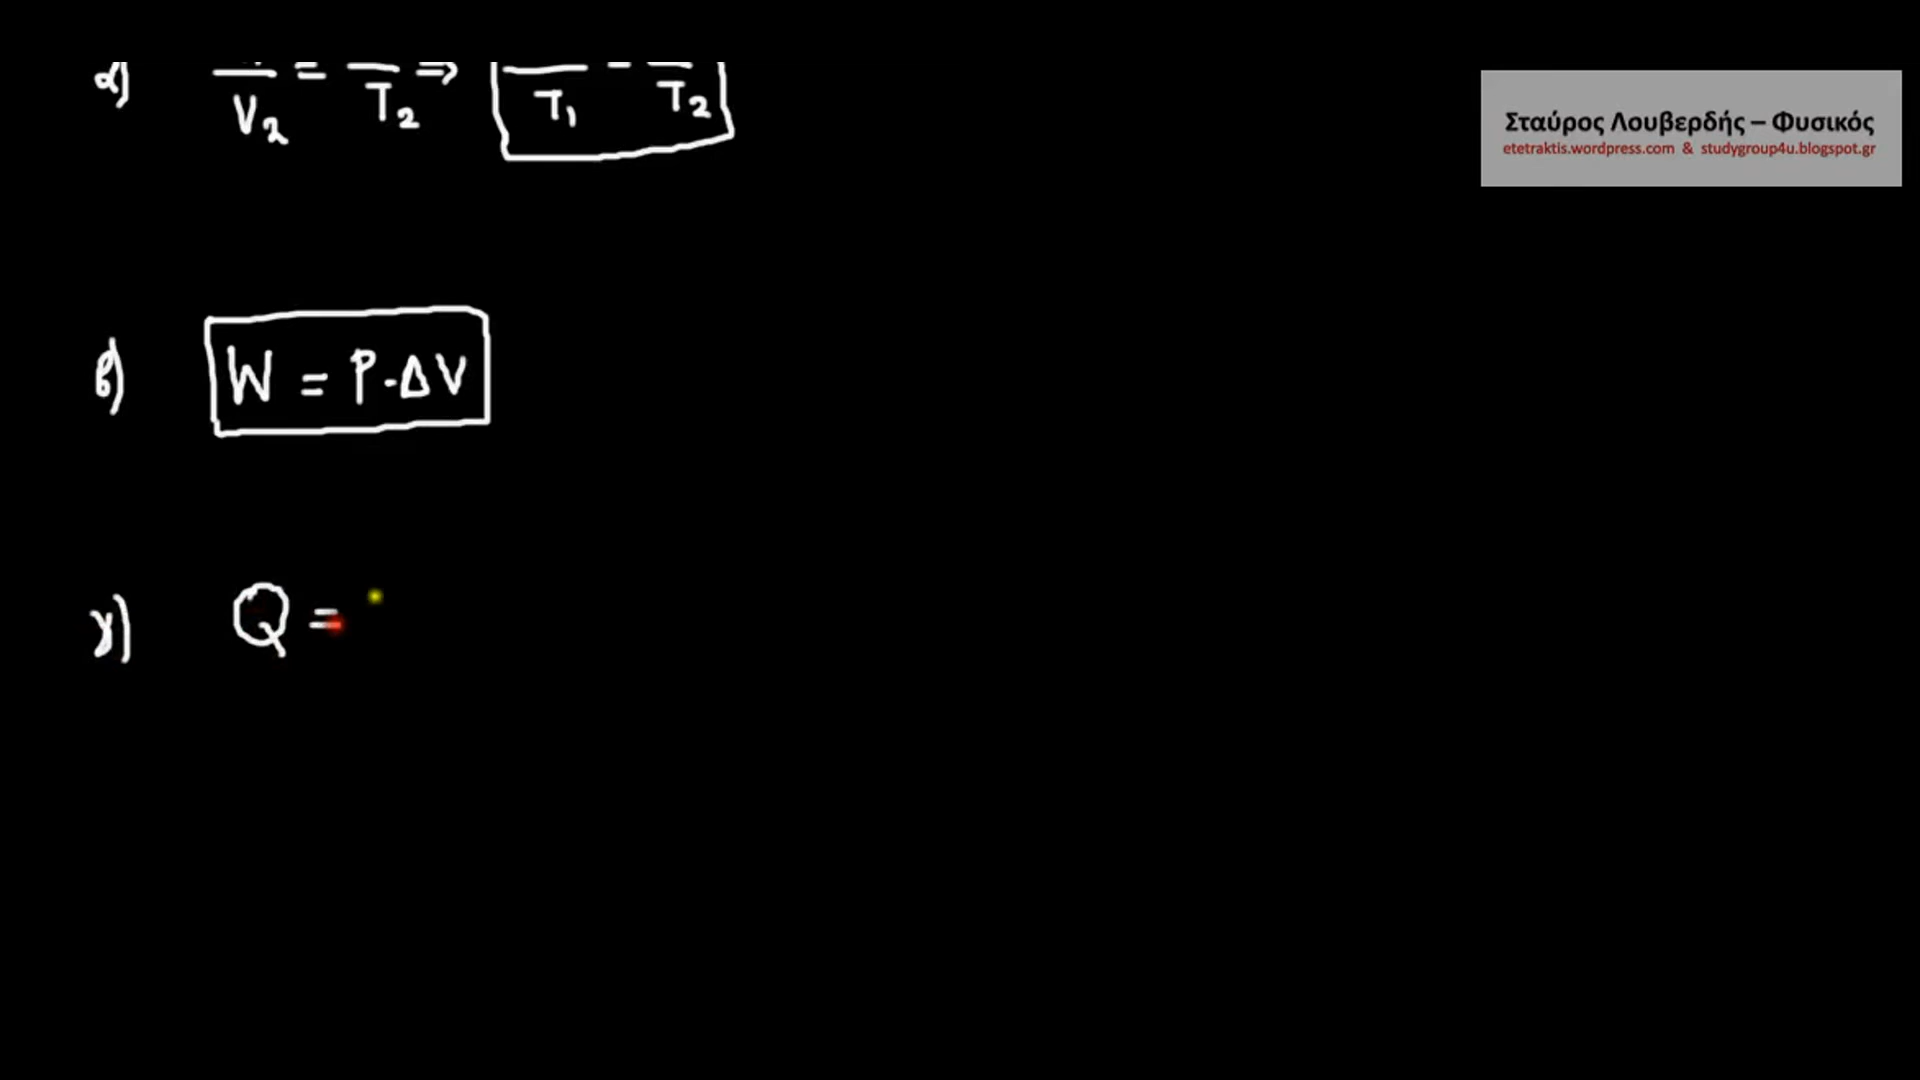 α) V₂ = T₂ ⇒ T₁ = T₂
Σταύρος Λουβερδής – Φυσικός
etetraktis.wordpress.com & studygroup4u.blogspot.gr
β) W = P·ΔV
γ) Q =